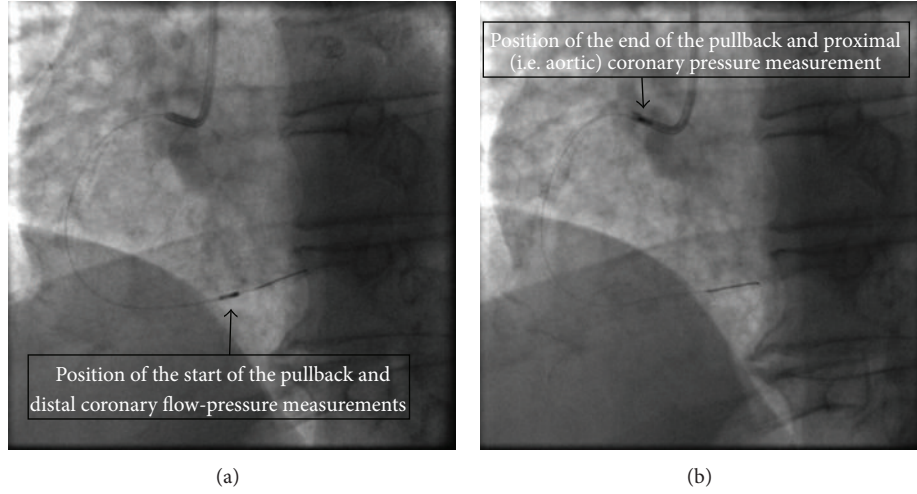 Position of the start of the pullback and
distal coronary flow-pressure measurements
(a)
Position of the end of the pullback and proximal
(i.e. aortic) coronary pressure measurement
(b)